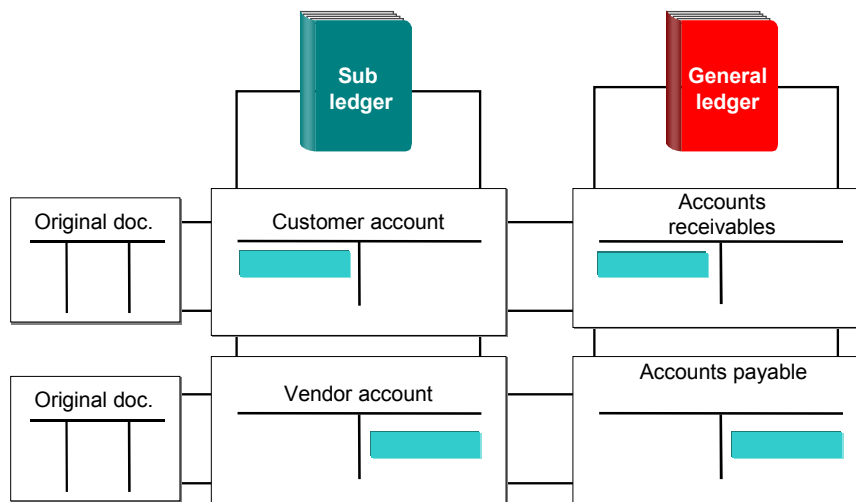 Sub
ledger
General
ledger
Original doc.
Customer account
Accounts
receivables
Original doc.
Vendor account
Accounts payable